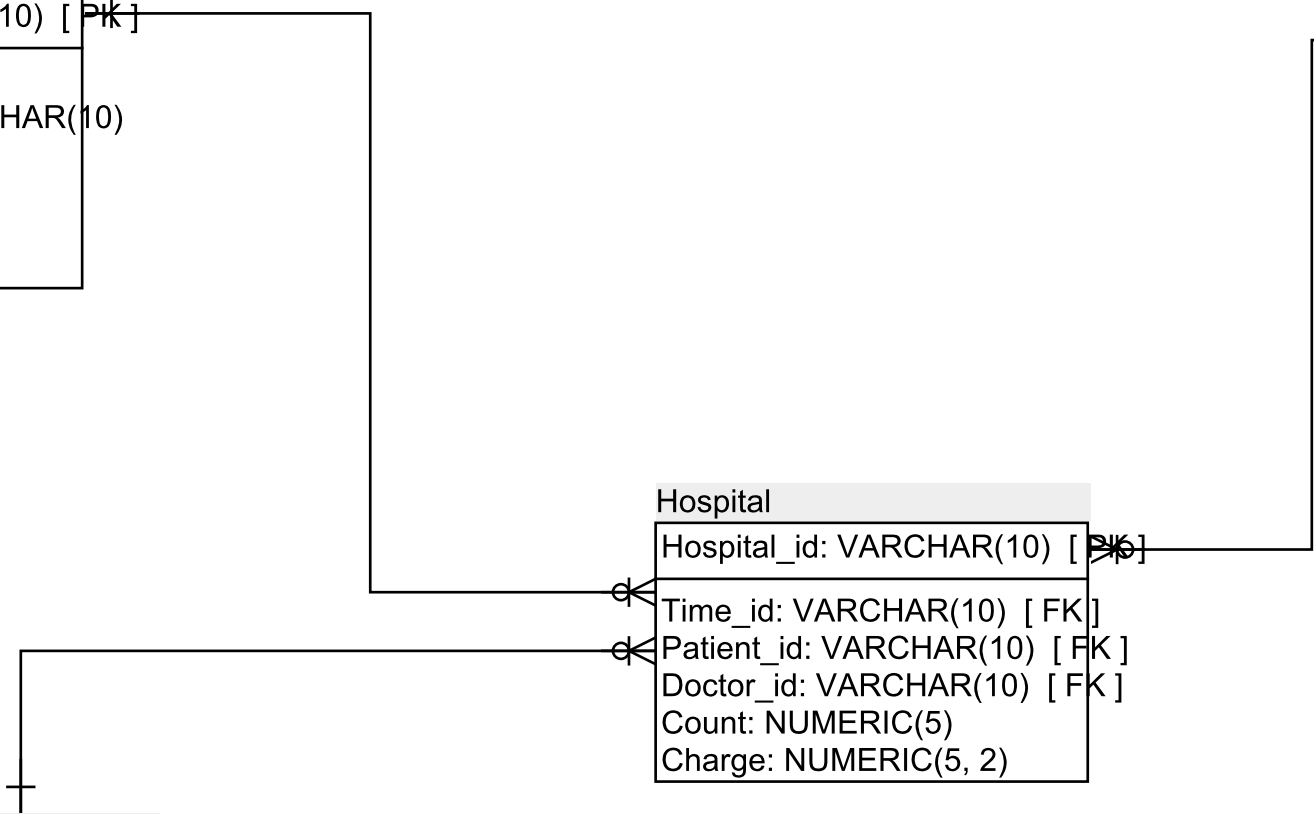 10) [ PK ]
HAR(10)
Hospital
Hospital_id: VARCHAR(10) [ PK ]
Time_id: VARCHAR(10) [ FK ]
Patient_id: VARCHAR(10) [ FK ]
Doctor_id: VARCHAR(10) [ FK ]
Count: NUMERIC(5)
Charge: NUMERIC(5, 2)